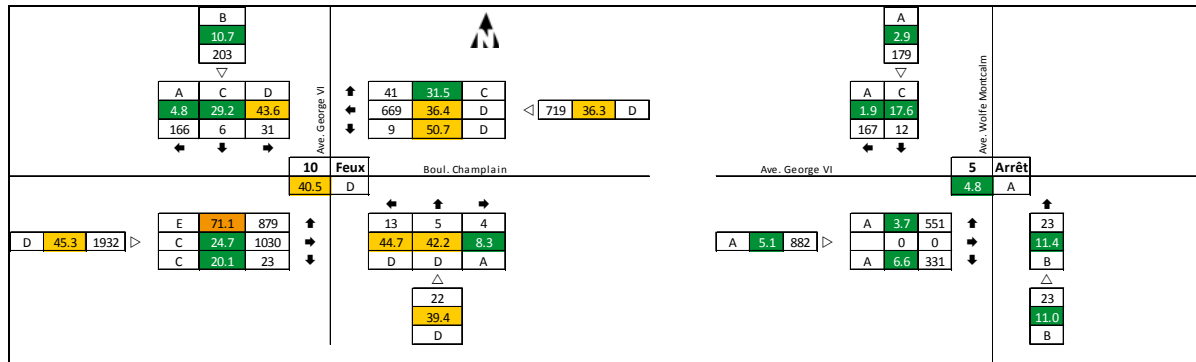 B
10.7
203
A C D
4.8 29.2 43.6
166 6 31
Ave. George VI
N
41 31.5 C
669 36.4 D
9 50.7 D
719 36.3 D
10 Feux
40.5 D
Boul. Champlain
D 45.3 1932
E 71.1 879
C 24.7 1030
C 20.1 23
13 5 4
44.7 42.2 8.3
D D A
22
39.4
D
A
2.9
179
A C
1.9 17.6
167 12
Ave. Wolfe Montcalm
Ave. George VI
5 Arrêt
4.8 A
A 5.1 882
A 3.7 551
0 0
A 6.6 331
23
11.4
B
23
11.0
B